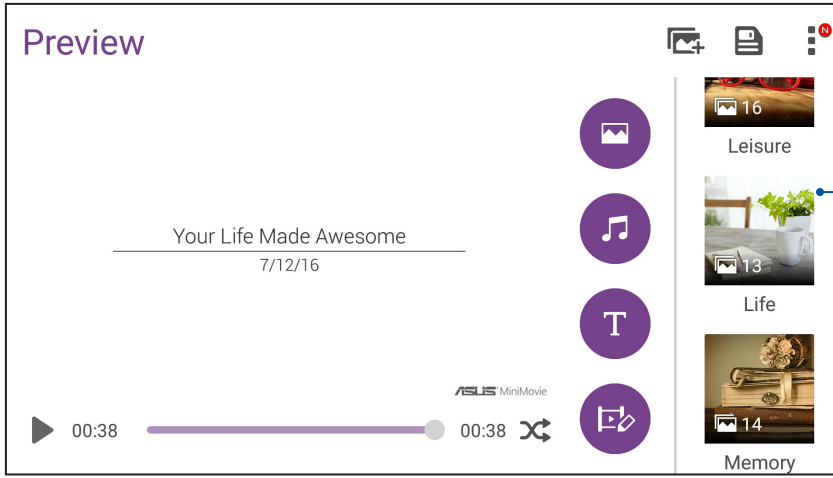 Preview
N
16
Leisure
Your Life Made Awesome
7/12/16
13
Life
T
ASUS MiniMovie
00:38
00:38
14
Memory